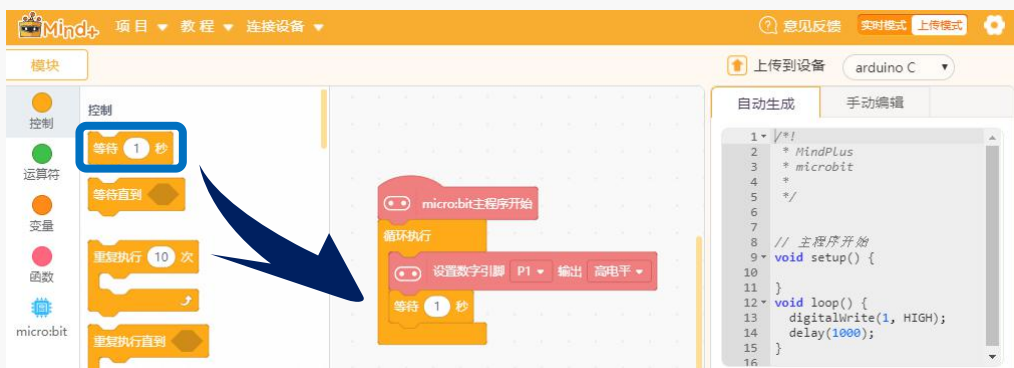 Mind+ 项目 教程 连接设备 意见反馈 实时模式 上传模式
模块 上传到设备 arduino C
自动生成 手动编辑
控制
运算符
变量
函数
micro:bit
控制
等待 1 秒
等待直到
重复执行 10 次
重复执行直到
micro:bit主程序开始
循环执行
设置数字引脚 P1 输出 高电平
等待 1 秒
1 /*!
2 * MindPlus
3 * microbit
4 *
5 */
6
7
8 // 主程序开始
9 void setup() {
10
11 }
12 void loop() {
13 digitalWrite(1, HIGH);
14 delay(1000);
15 }
16